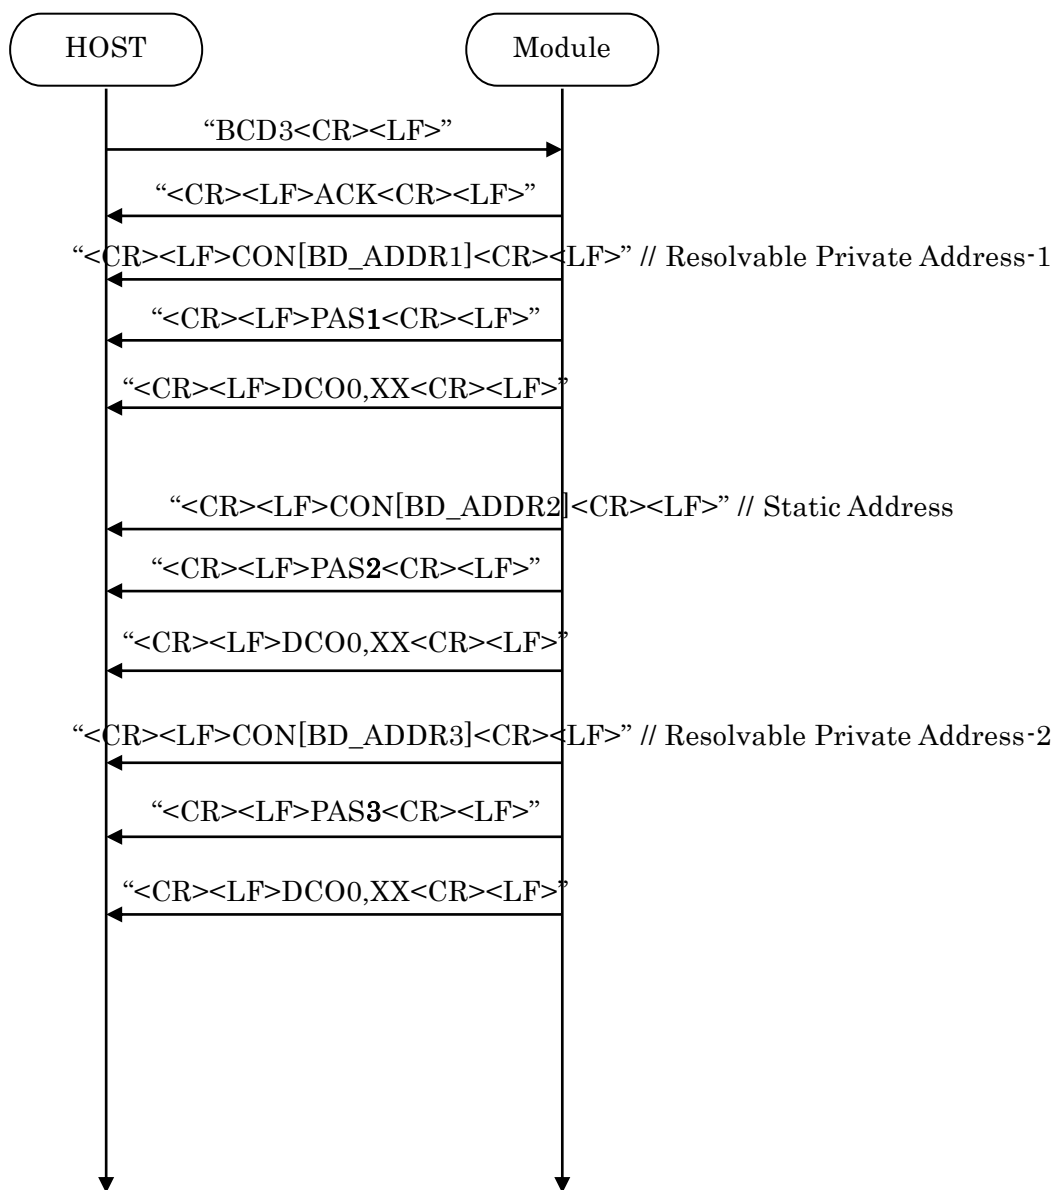 HOST
Module
“BCD3<CR><LF>”
“<CR><LF>ACK<CR><LF>”
“<CR><LF>CON[BD_ADDR1]<CR><LF>” // Resolvable Private Address-1
“<CR><LF>PAS1<CR><LF>”
“<CR><LF>DCO0,XX<CR><LF>”
“<CR><LF>CON[BD_ADDR2]<CR><LF>” // Static Address
“<CR><LF>PAS2<CR><LF>”
“<CR><LF>DCO0,XX<CR><LF>”
“<CR><LF>CON[BD_ADDR3]<CR><LF>” // Resolvable Private Address-2
“<CR><LF>PAS3<CR><LF>”
“<CR><LF>DCO0,XX<CR><LF>”